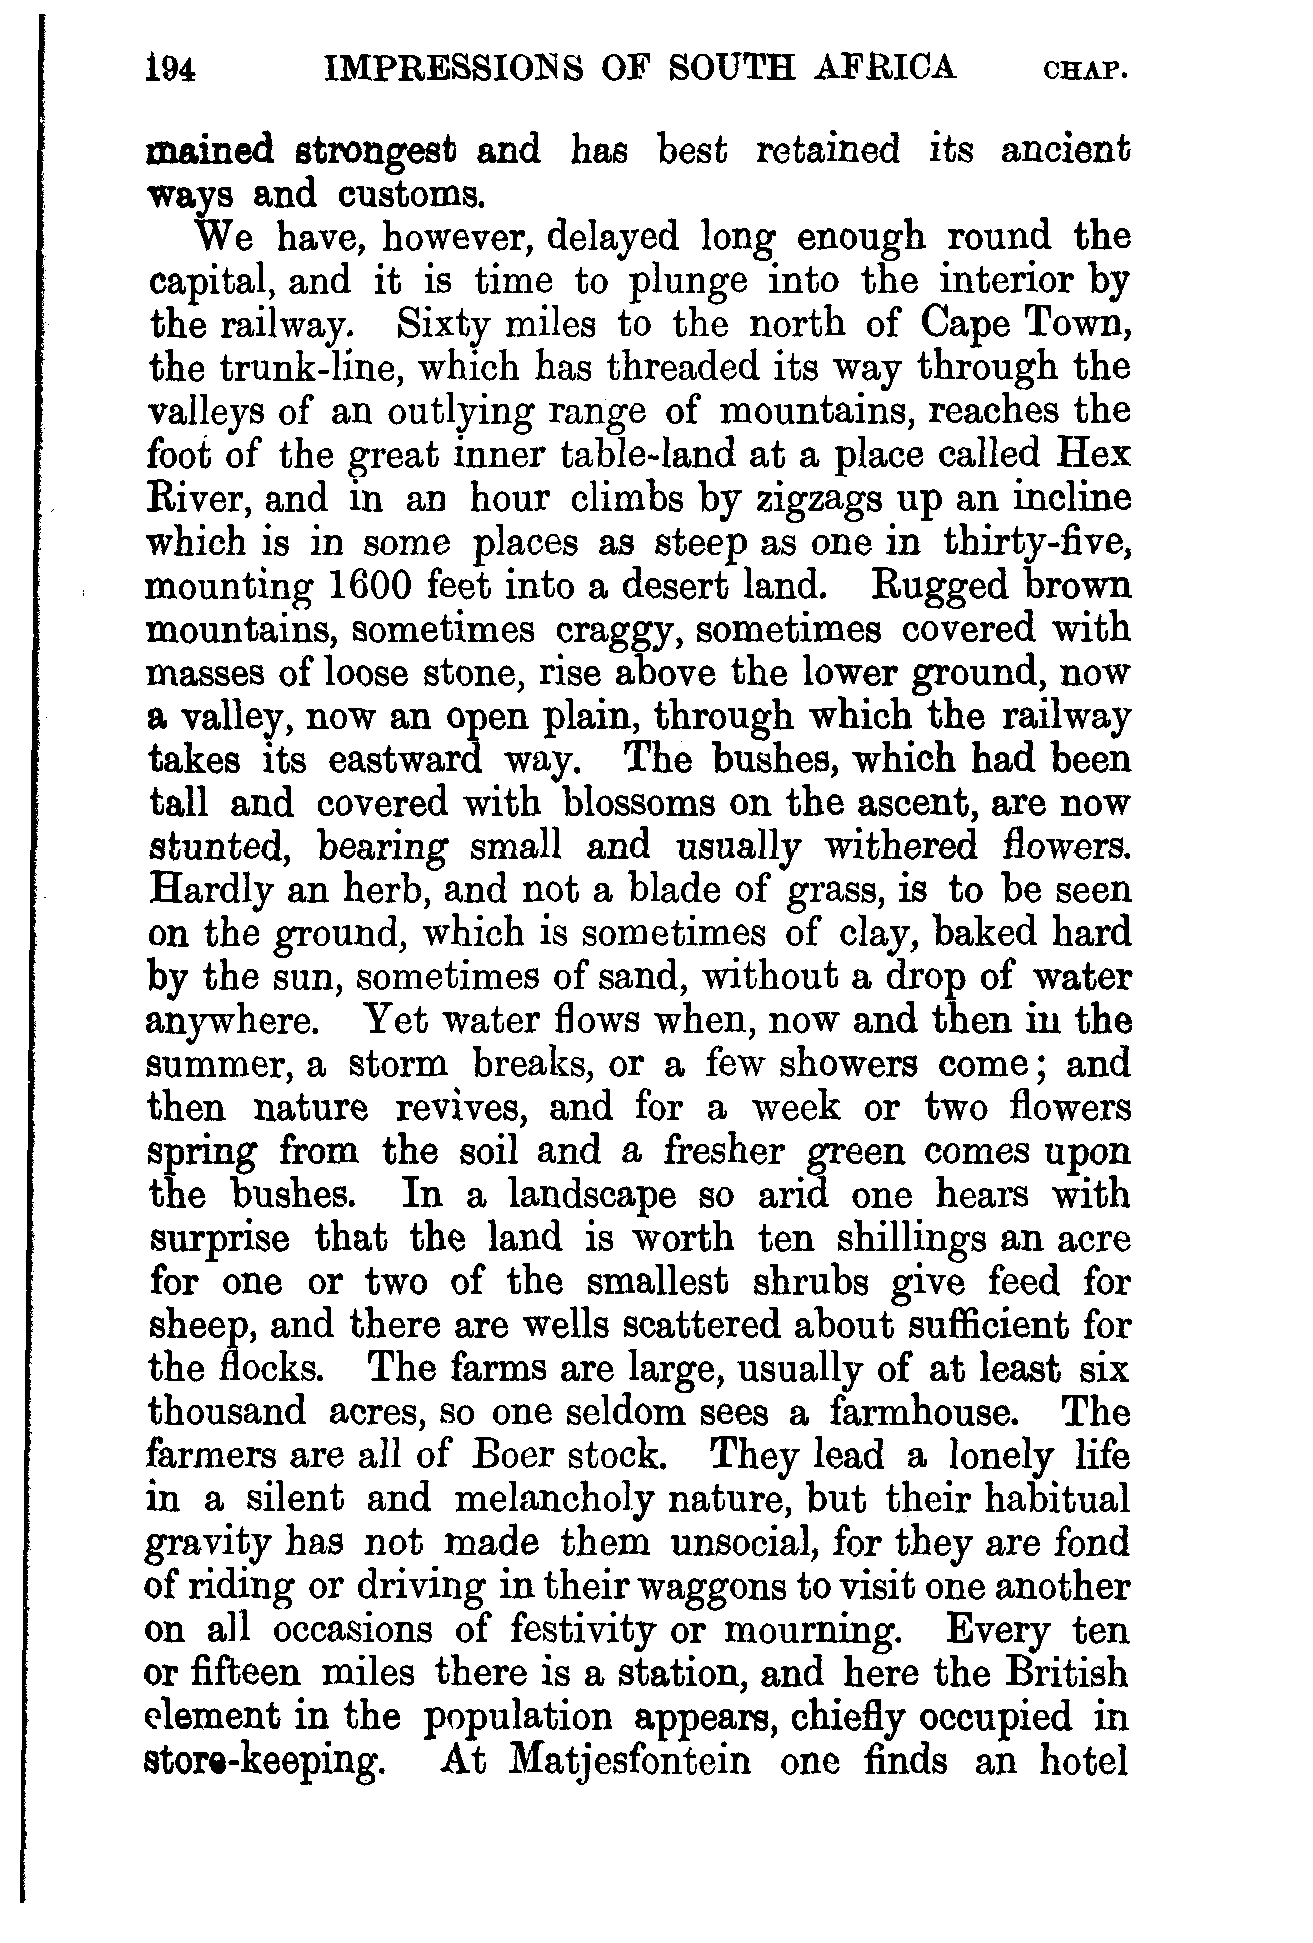 194 IMPRESSIONS OF SOUTH AFRICA CHAP.
mained strongest and has best retained its ancient
ways and customs.
We have, however, delayed long enough round the
capital, and it is time to plunge into the interior by
the railway. Sixty miles to the north of Cape Town,
the trunk-line, which has threaded its way through the
valleys of an outlying range of mountains, reaches the
foot of the great inner table-land at a place called Hex
River, and in an hour climbs by zigzags up an incline
which is in some places as steep as one in thirty-five,
mounting 1600 feet into a desert land. Rugged brown
mountains, sometimes craggy, sometimes covered with
masses of loose stone, rise above the lower ground, now
a valley, now an open plain, through which the railway
takes its eastward way. The bushes, which had been
tall and covered with blossoms on the ascent, are now
stunted, bearing small and usually withered flowers.
Hardly an herb, and not a blade of grass, is to be seen
on the ground, which is sometimes of clay, baked hard
by the sun, sometimes of sand, without a drop of water
anywhere. Yet water flows when, now and then in the
summer, a storm breaks, or a few showers come; and
then nature revives, and for a week or two flowers
spring from the soil and a fresher green comes upon
the bushes. In a landscape so arid one hears with
surprise that the land is worth ten shillings an acre
for one or two of the smallest shrubs give feed for
sheep, and there are wells scattered about sufficient for
the flocks. The farms are large, usually of at least six
thousand acres, so one seldom sees a farmhouse. The
farmers are all of Boer stock. They lead a lonely life
in a silent and melancholy nature, but their habitual
gravity has not made them unsocial, for they are fond
of riding or driving in their waggons to visit one another
on all occasions of festivity or mourning. Every ten
or fifteen miles there is a station, and here the British
element in the population appears, chiefly occupied in
store-keeping. At Matjesfontein one finds an hotel